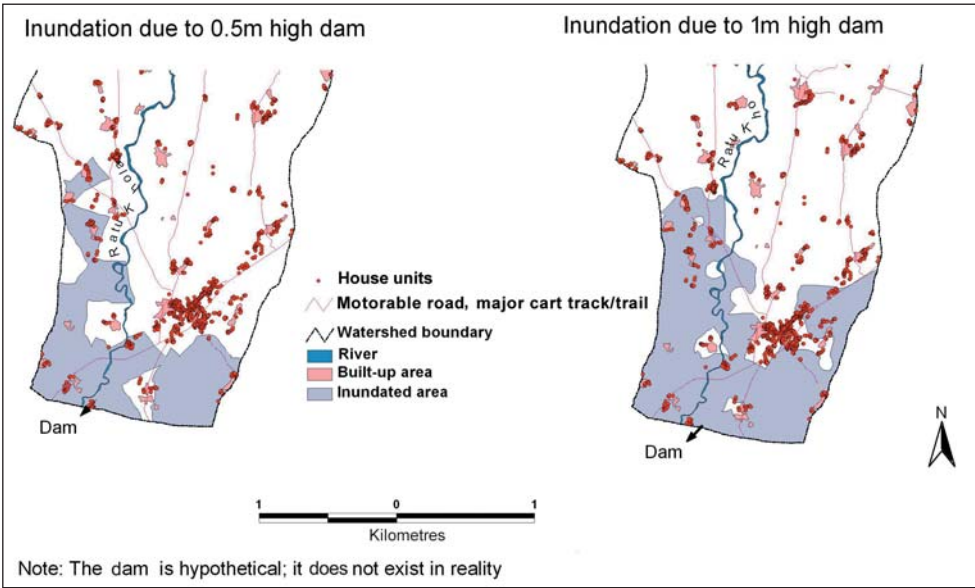 Inundation due to 0.5m high dam
Inundation due to 1m high dam
Ratu Khola
Ratu Kho
House units
Motorable road, major cart track/trail
Watershed boundary
River
Built-up area
Inundated area
Dam
Dam
N
1 0 1
Kilometres
Note: The dam is hypothetical; it does not exist in reality